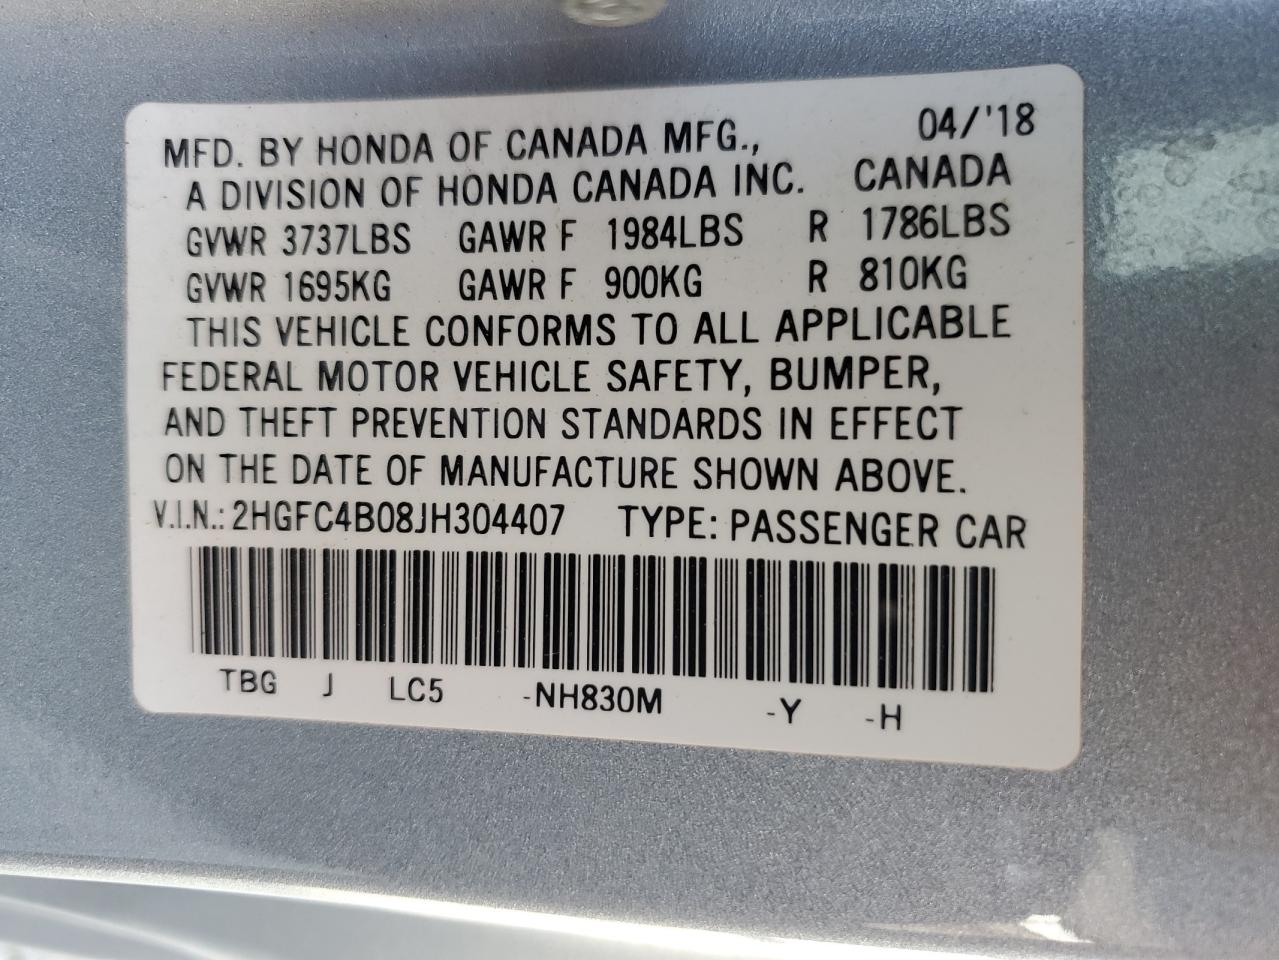 04/'18
MFD. BY HONDA OF CANADA MFG.,
A DIVISION OF HONDA CANADA INC. CANADA
GVWR 3737LBS GAWR F 1984LBS R 1786LBS
GVWR 1695KG GAWR F 900KG R 810KG
THIS VEHICLE CONFORMS TO ALL APPLICABLE
FEDERAL MOTOR VEHICLE SAFETY, BUMPER,
AND THEFT PREVENTION STANDARDS IN EFFECT
ON THE DATE OF MANUFACTURE SHOWN ABOVE.
V.I.N.: 2HGFC4B08JH304407 TYPE: PASSENGER CAR
TBG J LC5 -NH830M -Y -H